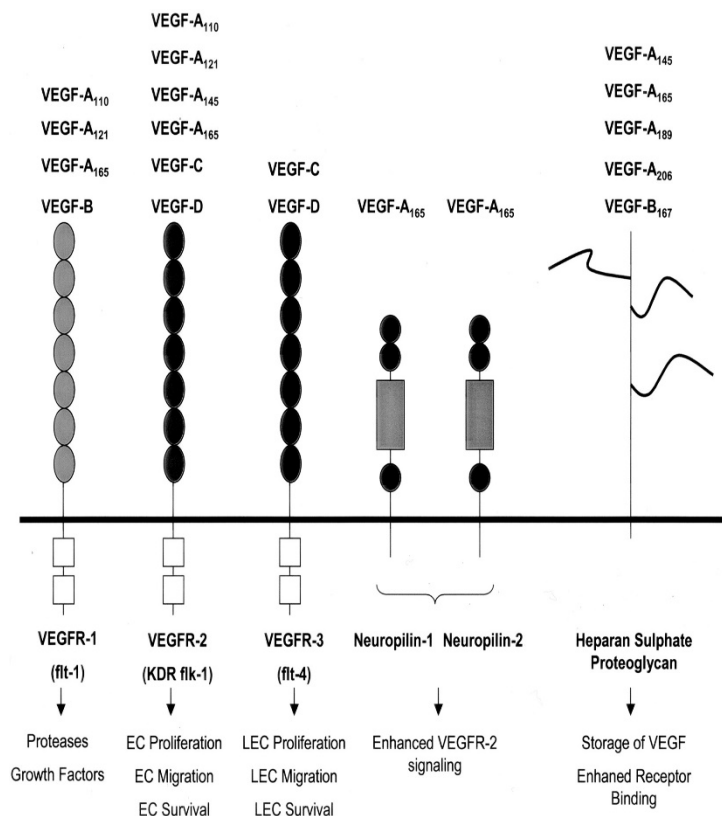 VEGF-A110
VEGF-A121
VEGF-A165
VEGF-B
VEGF-A110
VEGF-A121
VEGF-A145
VEGF-A165
VEGF-C
VEGF-D
VEGF-C
VEGF-D
VEGF-A165
VEGF-A165
VEGF-A145
VEGF-A165
VEGF-A189
VEGF-A206
VEGF-B167
VEGFR-1
(flt-1)
Proteases
Growth Factors
VEGFR-2
(KDR flk-1)
EC Proliferation
EC Migration
EC Survival
VEGFR-3
(flt-4)
LEC Proliferation
LEC Migration
LEC Survival
Neuropilin-1 Neuropilin-2
Enhanced VEGFR-2
signaling
Heparan Sulphate
Proteoglycan
Storage of VEGF
Enhaned Receptor
Binding